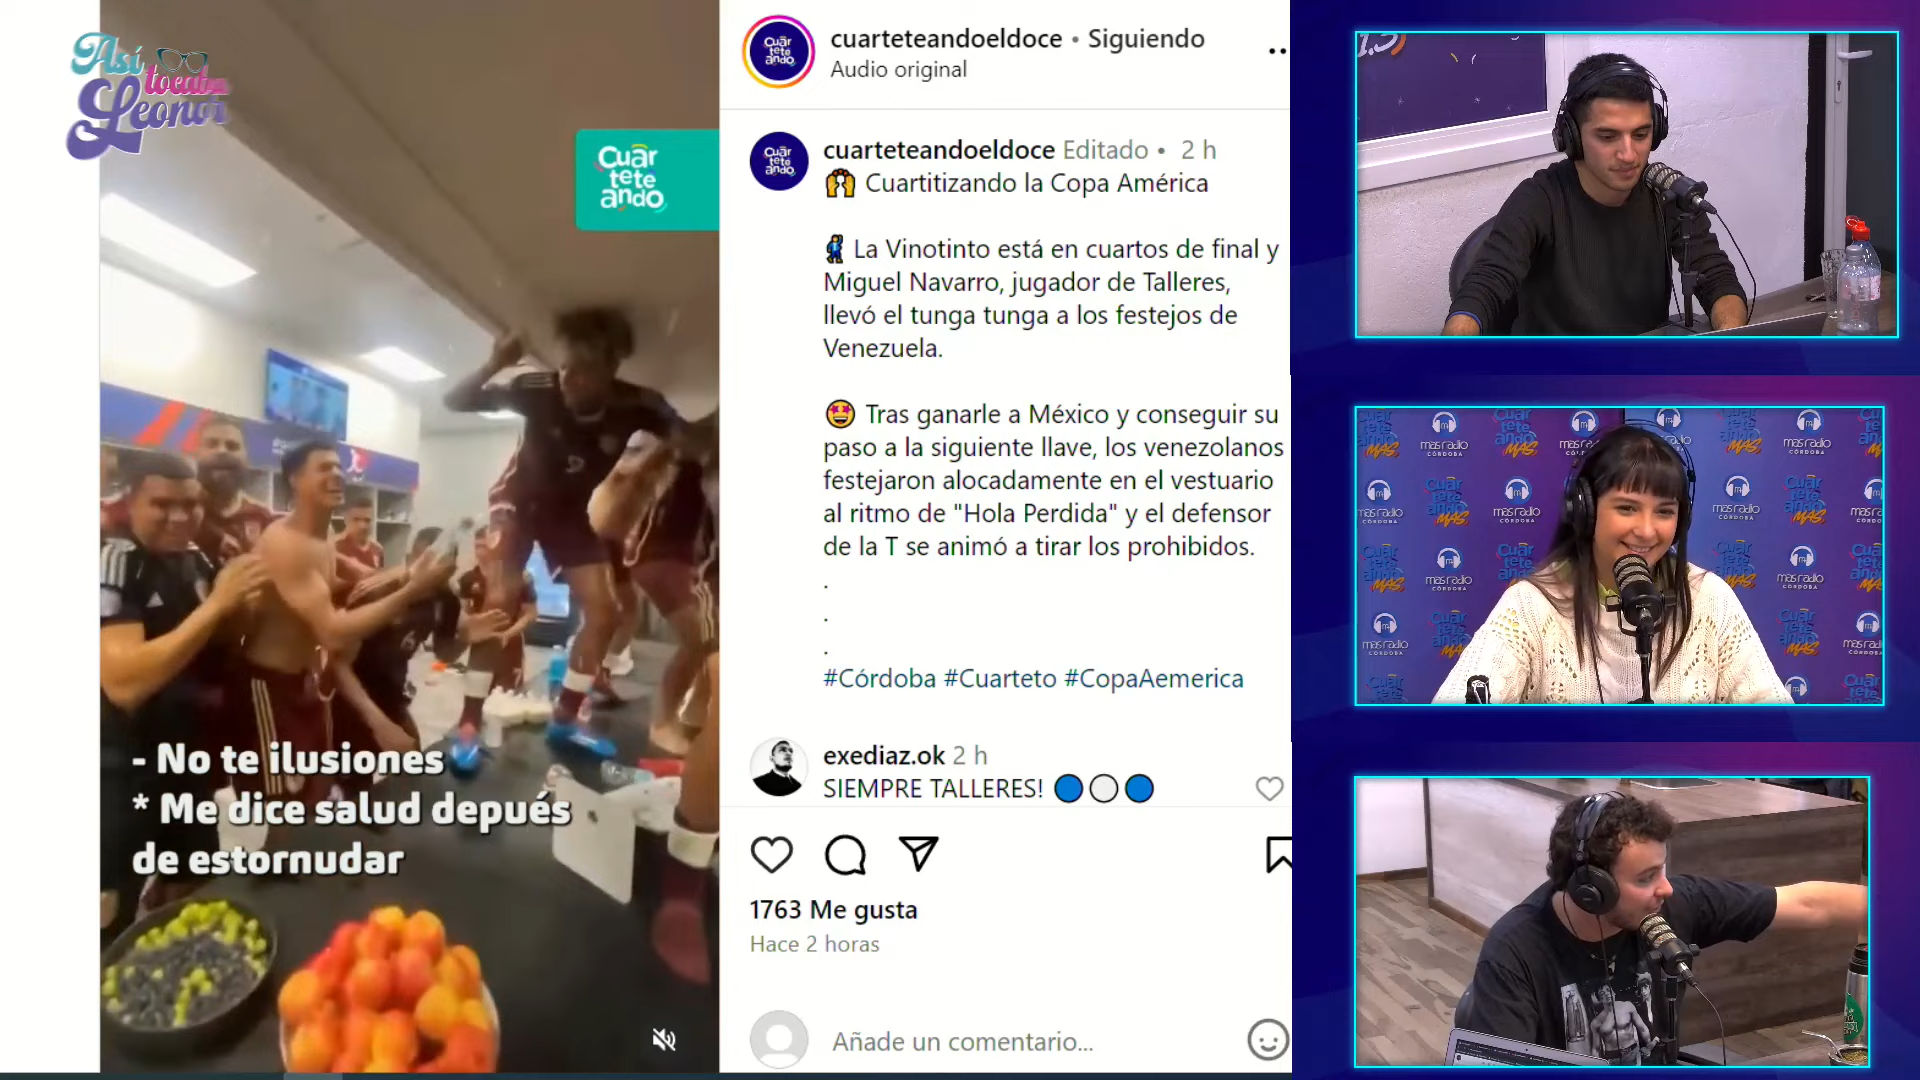 Así
tocaba
Leonor
Cuar
tete
ando
- No te ilusiones
* Me dice salud depués
de estornudar
cuarteteandoeldoce • Siguiendo
Audio original
cuarteteandoeldoce Editado • 2 h
🙌 Cuartitizando la Copa América
La Vinotinto está en cuartos de final y
Miguel Navarro, jugador de Talleres,
llevó el tunga tunga a los festejos de
Venezuela.
🤩 Tras ganarle a México y conseguir su
paso a la siguiente llave, los venezolanos
festejaron alocadamente en el vestuario
al ritmo de "Hola Perdida" y el defensor
de la T se animó a tirar los prohibidos.
.
.
.
#Córdoba #Cuarteto #CopaAemerica
exediaz.ok 2 h
SIEMPRE TALLERES! 🔵⚪🔵
1763 Me gusta
Hace 2 horas
Añade un comentario...
mas radio
CÓRDOBA
Cuar
tete
ando
MAS